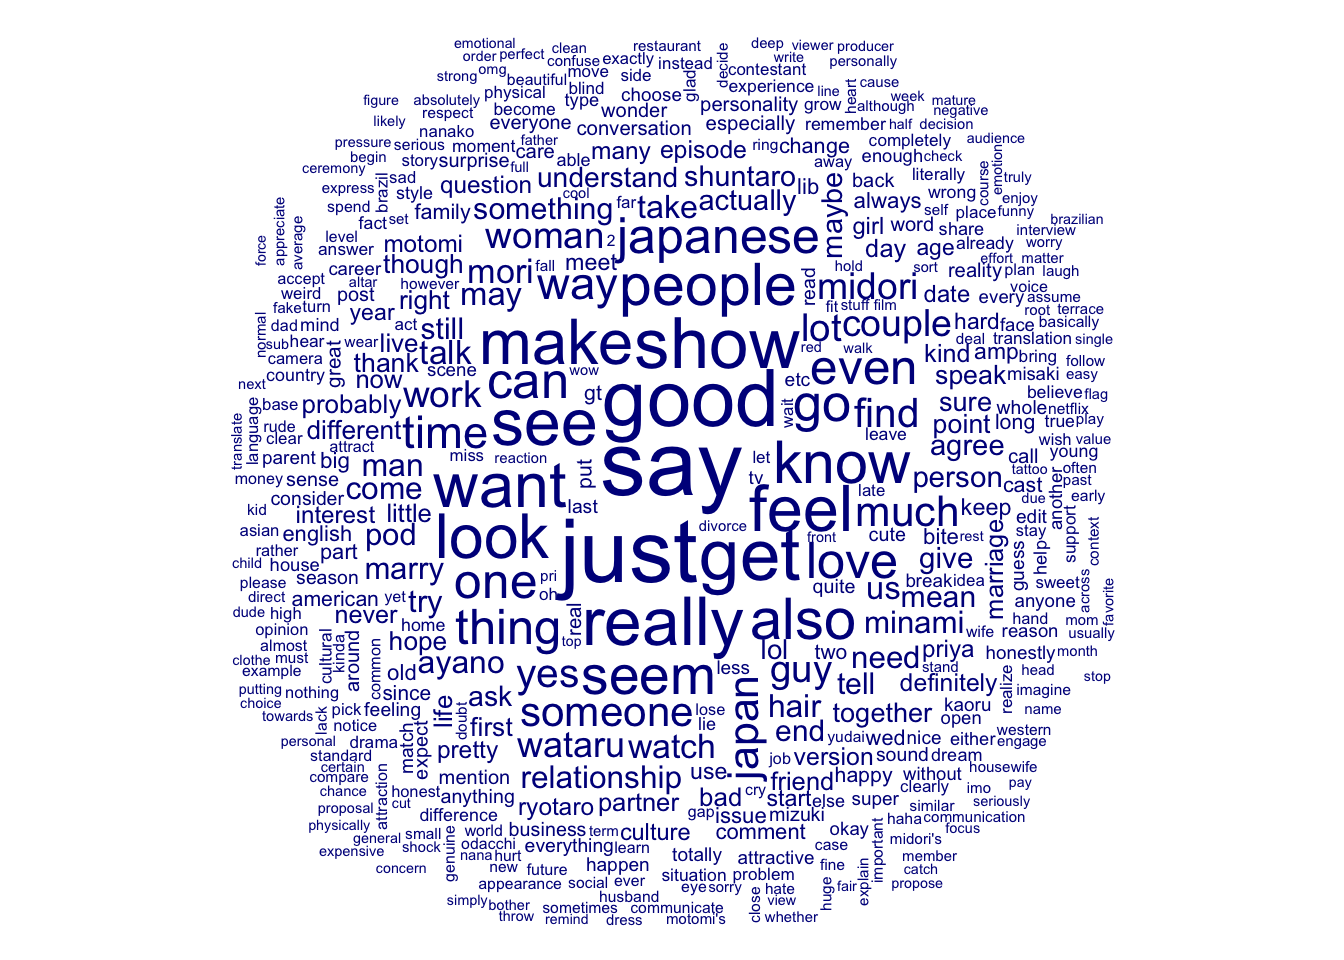 emotional clean restaurant deep viewer producer
order perfect confuse exactly instead write personally
strong omg beautiful move side glad decide contestant
physical blind experience line heart cause
figure absolutely become type choose personality grow although week mature
likely respect everyone wonder especially remember half decision negative
nanako conversation completely audience
pressure serious moment father care able many episode ring change enough check
begin story surprise full away literally emotion
ceremony sad understand shuntaro lib back course truly
express brazil style question cool take actually maybe always wrong self place enjoy
spend family something far girl word share funny brazilian
fact set woman 2 japanese interview
force appreciate average level answer motomi day age already worry
though mori fall meet way people read hold sort reality effort matter
accept career altar however midori date every plan laugh
weird post right may fit stuff film voice assume
fake turn year act still make show lot couple hard face root terrace
normal dad mind live red walk deal basically
sub hear wear talk can kind amp translation single
camera great thank scene wow even bring follow
next country now gt etc speak misaki easy
base probably work good go find sure believe flag
translate language rude different time see wait point whole netflix
clear attract leave long true play
parent big man miss reaction put say let know agree call wish value
money sense tv person young
consider come want late cast tattoo often
kid interest little last feel much keep edit due another past early
asian english pod look divorce front cute bite rest stay
rather part just get love give guess help support context
child house marry one pri us break idea sweet across
please season oh quite mean marriage anyone favorite
direct american yet try real really also hand mom
dude high never home thing minami wife reason usually
opinion top
almost cultural kinda around hope lol two need priya honestly month
clothe must old ayano yes seem less guy stand head stop
example common tell definitely realize imagine
putting nothing since ask japan kaoru
choice pick feeling life doubt first someone lose hair together open name
towards lack notice lie end western
personal drama match expect pretty wataru watch yudai wed nice either engage
standard job version sound dream
certain mention relationship use friend happy without housewife
compare honest anything bad cry start else super clearly imo pay
chance attraction cut ryotaro partner similar seriously
proposal difference gap issue mizuki haha communication
physically small world business term culture comment okay midori's focus
general shock genuine odacchi everything learn case important
expensive nana hurt totally attractive member
concern new future happen situation problem fine catch
appearance social ever eye sorry hate huge fair explain propose
simply bother husband view
throw sometimes communicate close whether
remind dress motomi's